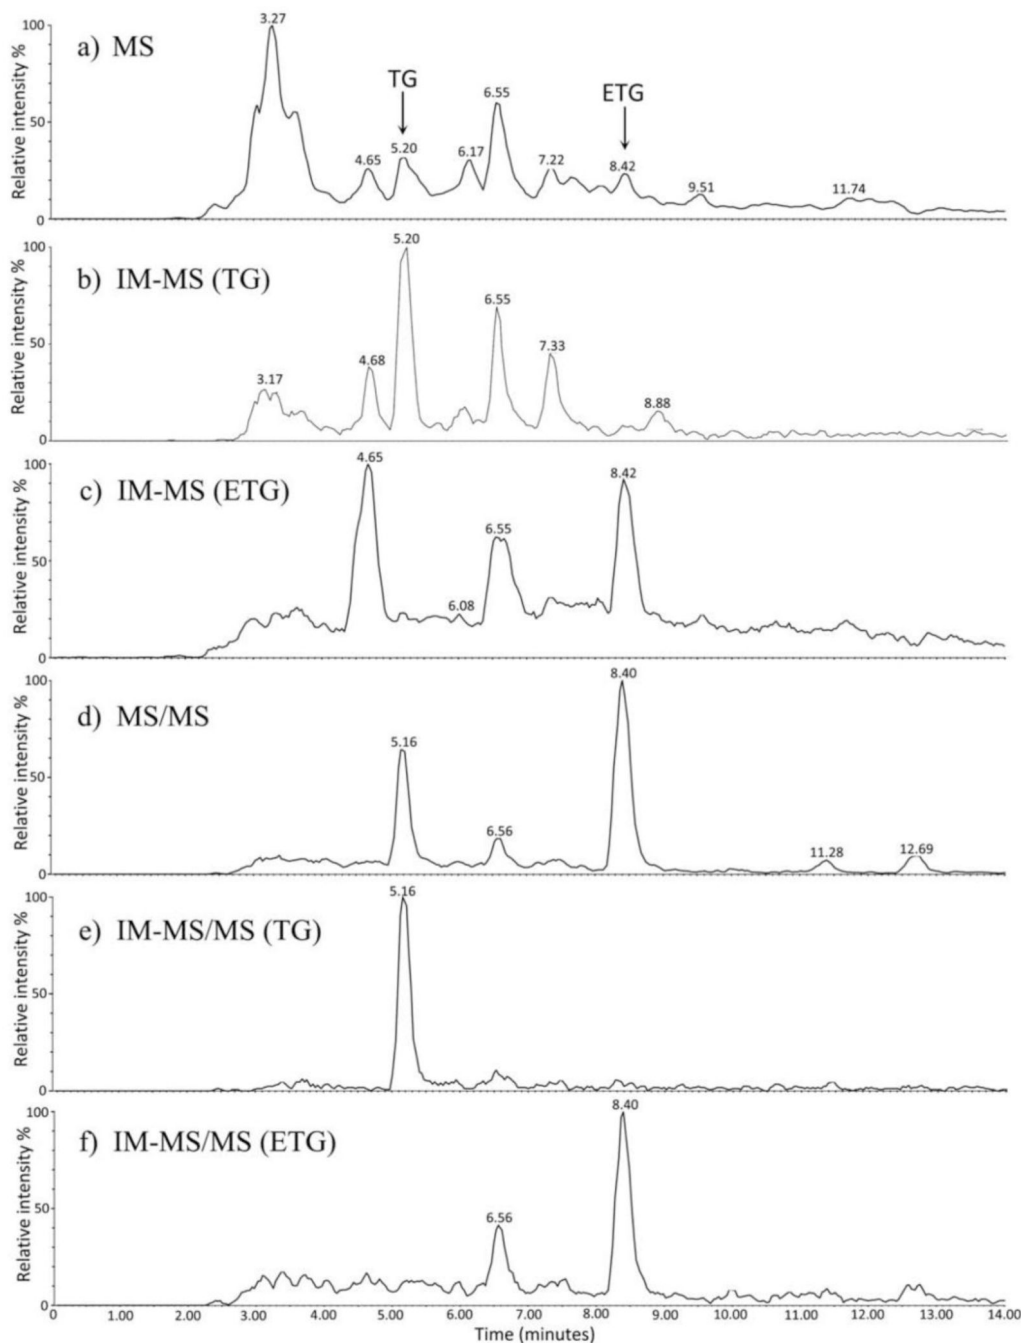 Relative intensity %
100
50
0
a) MS
3.27
4.65
TG
5.20
6.17
6.55
7.22
ETG
8.42
9.51
11.74
Relative intensity %
100
50
0
b) IM-MS (TG)
3.17
4.68
5.20
6.55
7.33
8.88
Relative intensity %
100
50
0
c) IM-MS (ETG)
4.65
6.08
6.55
8.42
Relative intensity %
100
50
0
d) MS/MS
5.16
6.56
8.40
11.28
12.69
Relative intensity %
100
50
0
e) IM-MS/MS (TG)
5.16
Relative intensity %
100
50
0
f) IM-MS/MS (ETG)
6.56
8.40
0 1.00 2.00 3.00 4.00 5.00 6.00 7.00 8.00 9.00 10.00 11.00 12.00 13.00 14.00
Time (minutes)